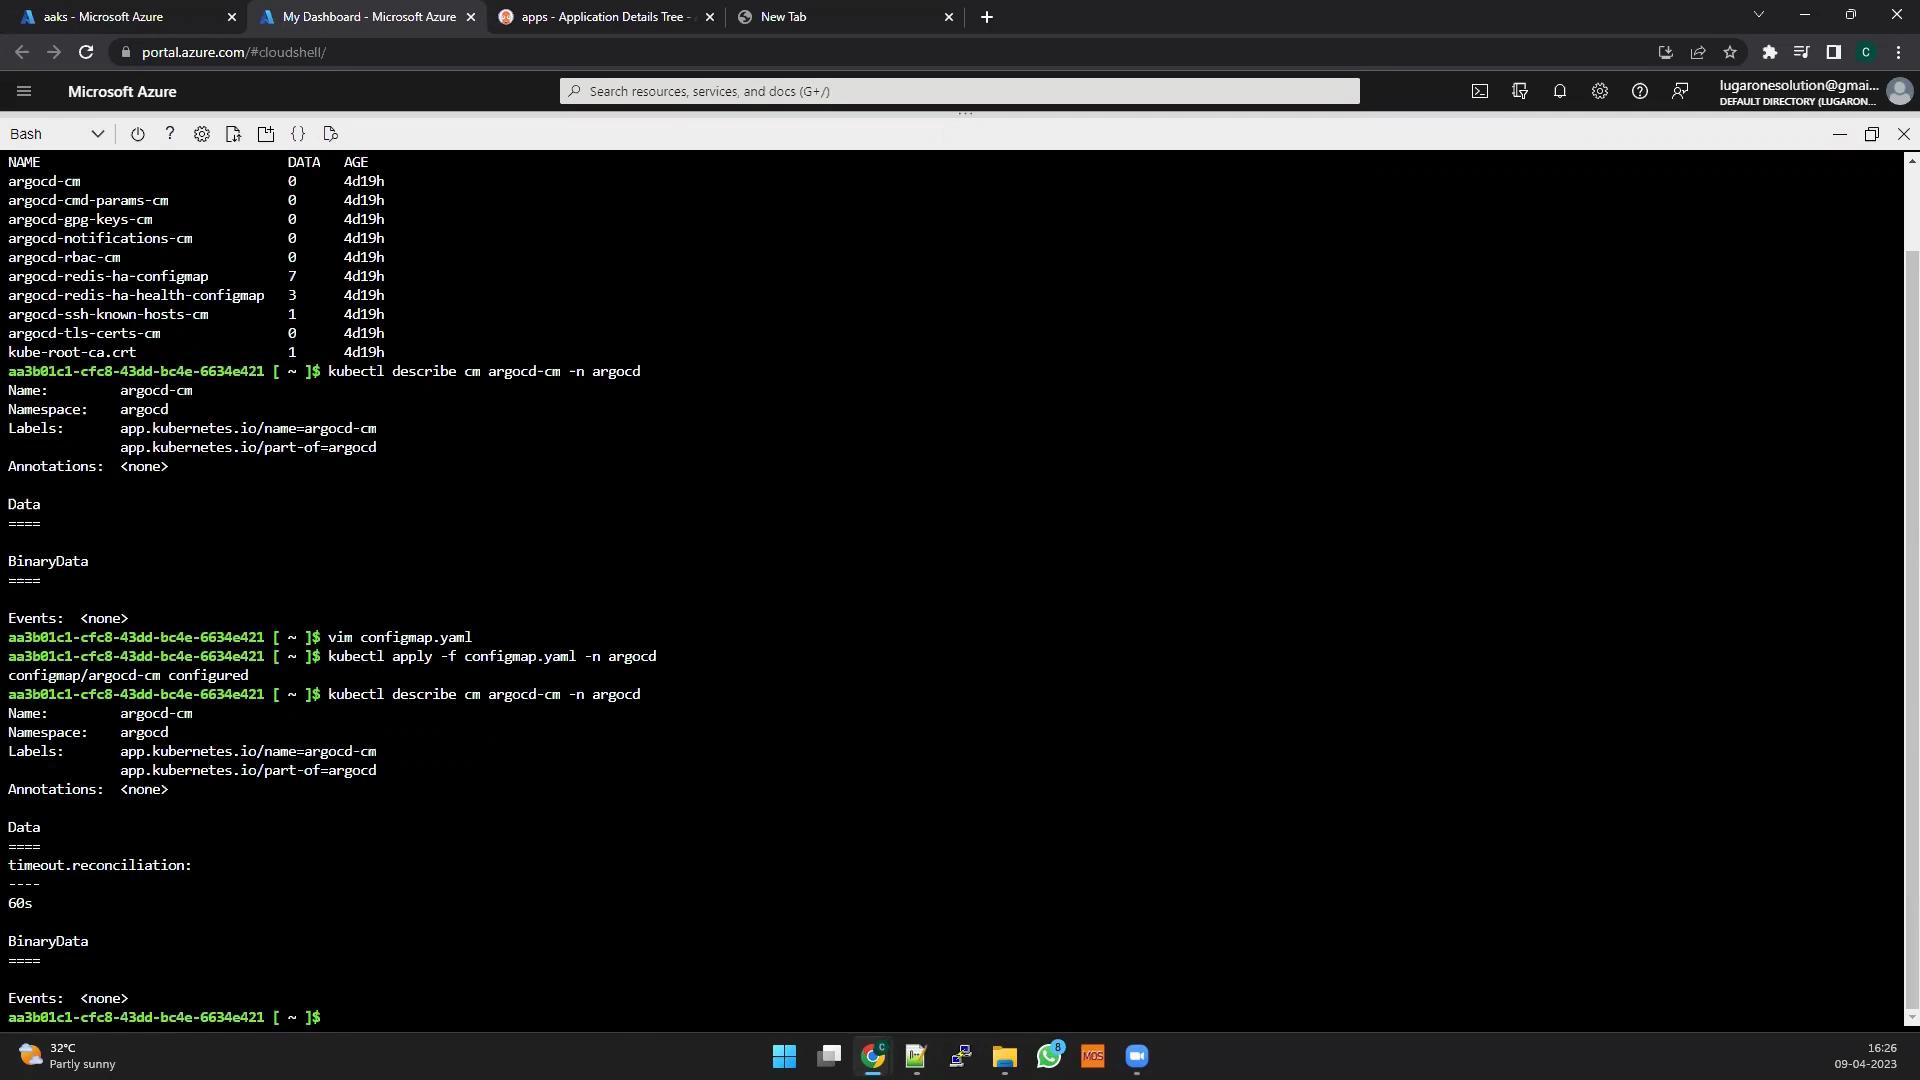 aaks - Microsoft Azure
My Dashboard - Microsoft Azure
apps - Application Details Tree -
New Tab
portal.azure.com/#cloudshell/
C
Microsoft Azure
Search resources, services, and docs (G+/)
lugaronesolution@gmai...
DEFAULT DIRECTORY (LUGARON...
Bash
NAME DATA AGE
argocd-cm 0 4d19h
argocd-cmd-params-cm 0 4d19h
argocd-gpg-keys-cm 0 4d19h
argocd-notifications-cm 0 4d19h
argocd-rbac-cm 0 4d19h
argocd-redis-ha-configmap 7 4d19h
argocd-redis-ha-health-configmap 3 4d19h
argocd-ssh-known-hosts-cm 1 4d19h
argocd-tls-certs-cm 0 4d19h
kube-root-ca.crt 1 4d19h
aa3b01c1-cfc8-43dd-bc4e-6634e421 [ ~ ]$ kubectl describe cm argocd-cm -n argocd
Name: argocd-cm
Namespace: argocd
Labels: app.kubernetes.io/name=argocd-cm
app.kubernetes.io/part-of=argocd
Annotations: <none>
Data
====
BinaryData
====
Events: <none>
aa3b01c1-cfc8-43dd-bc4e-6634e421 [ ~ ]$ vim configmap.yaml
aa3b01c1-cfc8-43dd-bc4e-6634e421 [ ~ ]$ kubectl apply -f configmap.yaml -n argocd
configmap/argocd-cm configured
aa3b01c1-cfc8-43dd-bc4e-6634e421 [ ~ ]$ kubectl describe cm argocd-cm -n argocd
Name: argocd-cm
Namespace: argocd
Labels: app.kubernetes.io/name=argocd-cm
app.kubernetes.io/part-of=argocd
Annotations: <none>
Data
====
timeout.reconciliation:
----
60s
BinaryData
====
Events: <none>
aa3b01c1-cfc8-43dd-bc4e-6634e421 [ ~ ]$
32°C
Partly sunny
C
8
MOS
16:26
09-04-2023